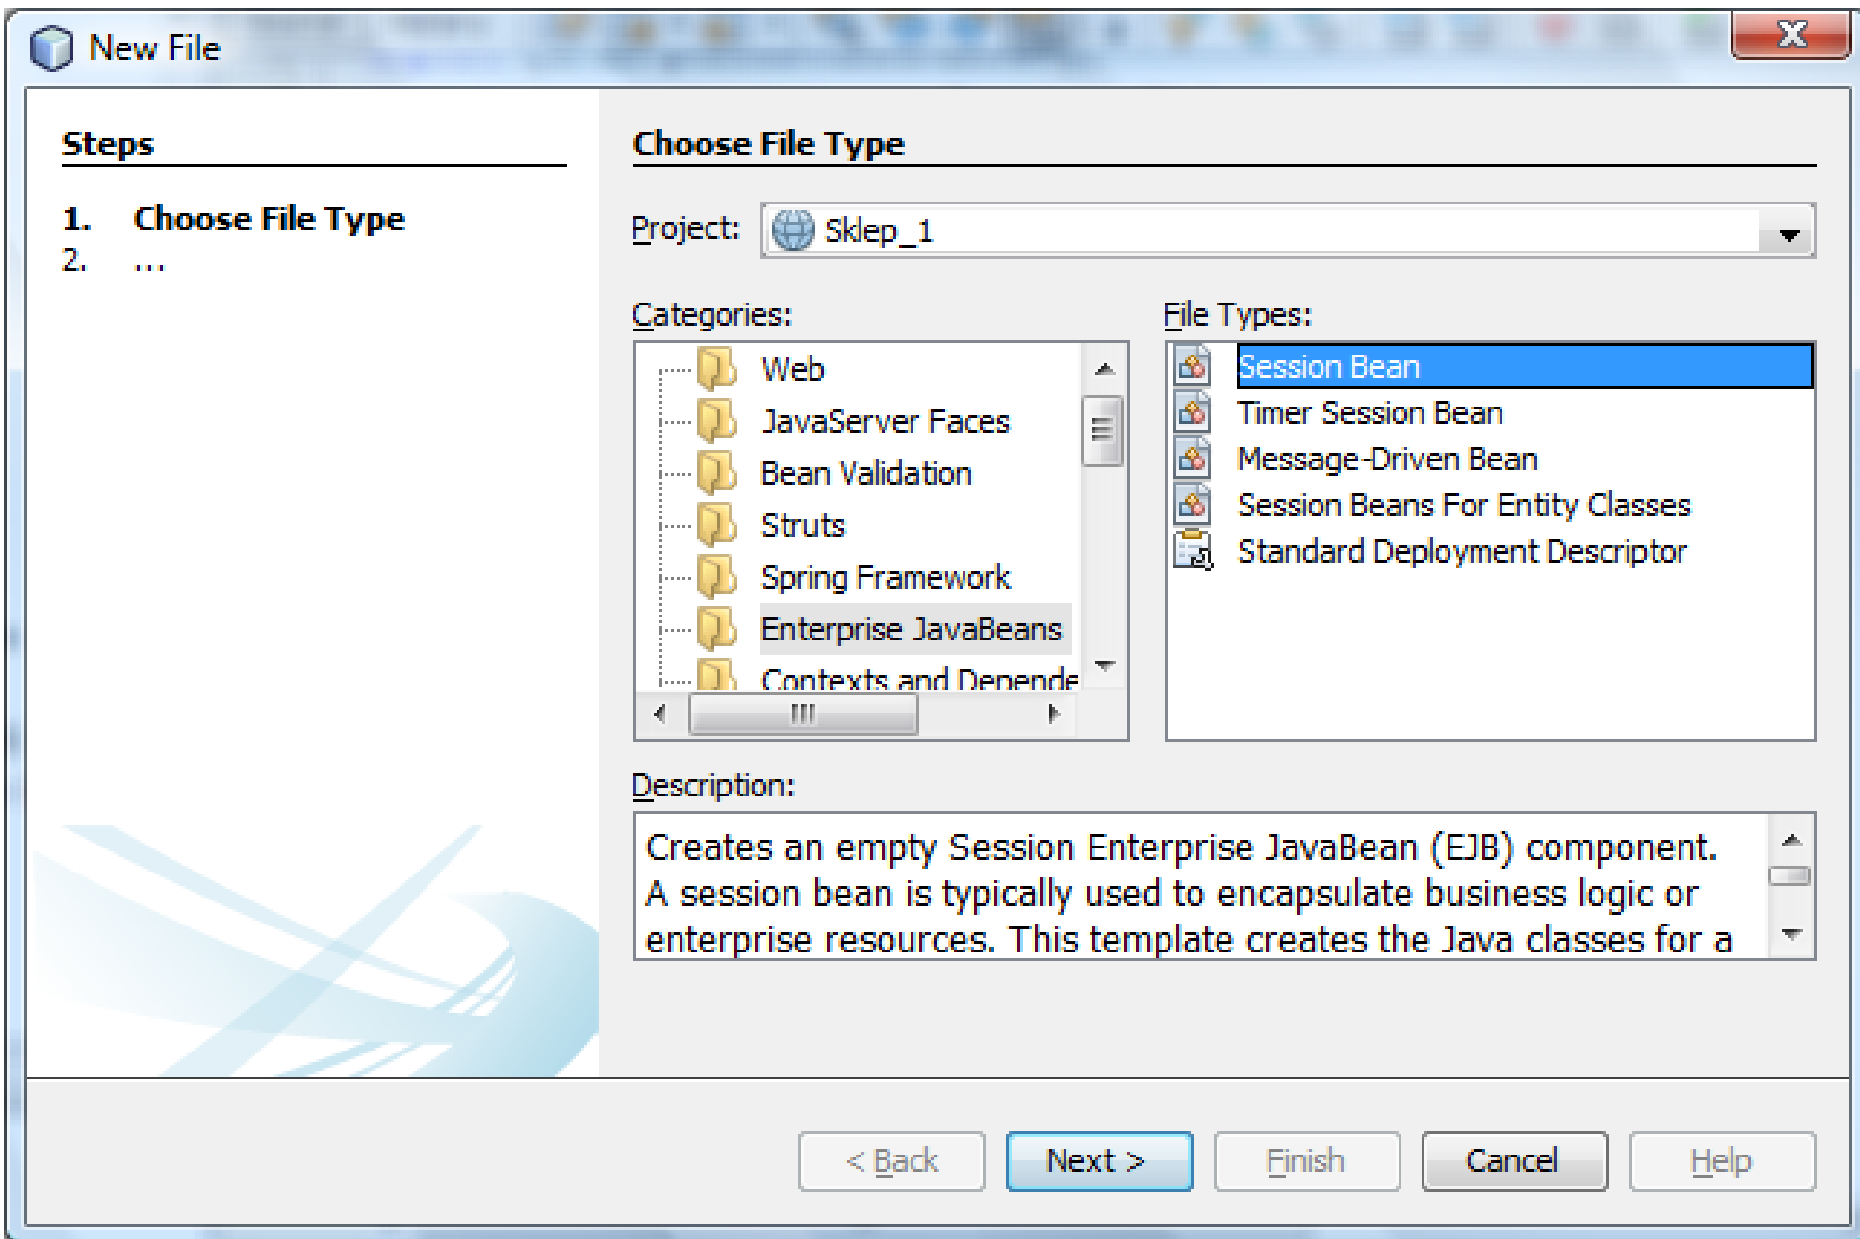 New File
Steps
1. Choose File Type
2. ...
Choose File Type
Project: Sklep_1
Categories:
Web
JavaServer Faces
Bean Validation
Struts
Spring Framework
Enterprise JavaBeans
Contexts and Depende
File Types:
Session Bean
Timer Session Bean
Message-Driven Bean
Session Beans For Entity Classes
Standard Deployment Descriptor
Description:
Creates an empty Session Enterprise JavaBean (EJB) component.
A session bean is typically used to encapsulate business logic or
enterprise resources. This template creates the Java classes for a
< Back Next > Finish Cancel Help